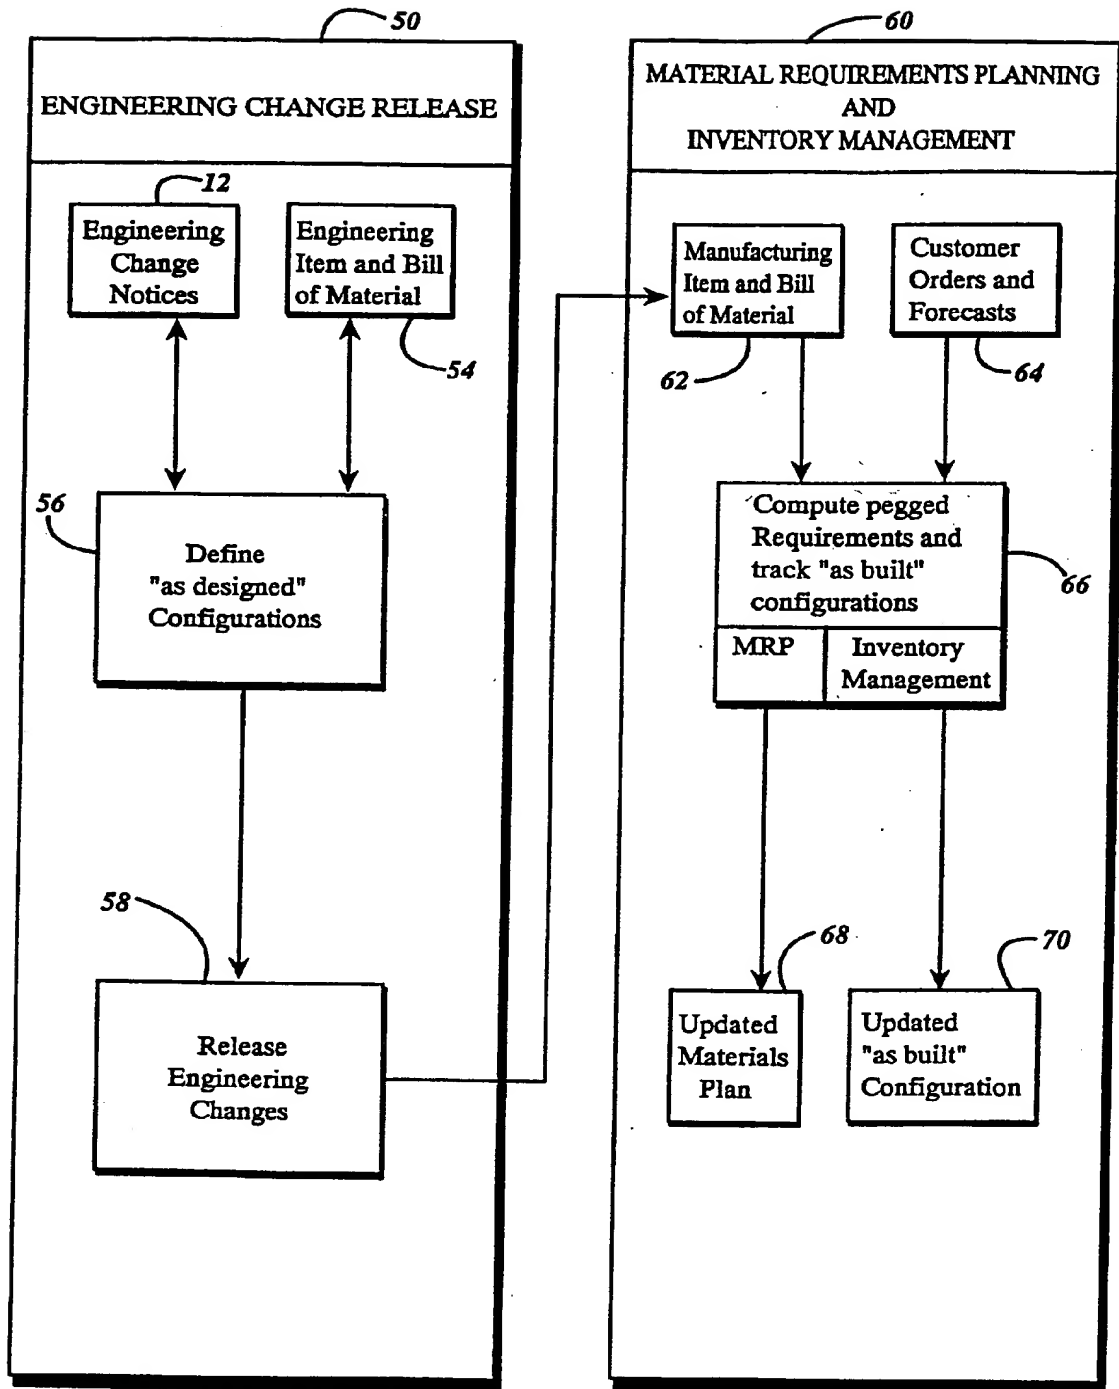 50
ENGINEERING CHANGE RELEASE
12
Engineering
Change
Notices
Engineering
Item and Bill
of Material
54
56
Define
"as designed"
Configurations
58
Release
Engineering
Changes
60
MATERIAL REQUIREMENTS PLANNING
AND
INVENTORY MANAGEMENT
Manufacturing
Item and Bill
of Material
62
Customer
Orders and
Forecasts
64
Compute pegged
Requirements and
track "as built"
configurations
66
MRP
Inventory
Management
68
Updated
Materials
Plan
70
Updated
"as built"
Configuration